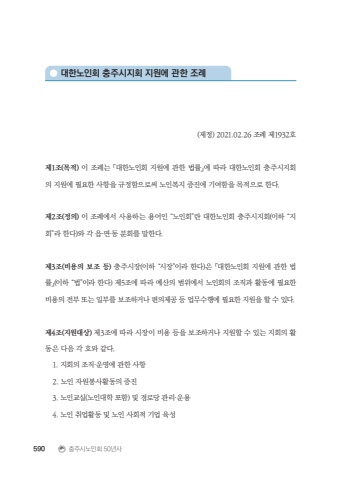 대한노인회 충주시지회 지원에 관한 조례
(제정) 2021.02.26 조례 제1932호
제1조(목적) 이 조례는 「대한노인회 지원에 관한 법률」에 따라 대한노인회 충주시지회
의 지원에 필요한 사항을 규정함으로써 노인복지 증진에 기여함을 목적으로 한다.
제2조(정의) 이 조례에서 사용하는 용어인 “노인회”란 대한노인회 충주시지회(이하 “지
회”라 한다)와 각 읍·면·동 분회를 말한다.
제3조(비용의 보조 등) 충주시장(이하 “시장”이라 한다)은 「대한노인회 지원에 관한 법
률」(이하 “법”이라 한다) 제5조에 따라 예산의 범위에서 노인회의 조직과 활동에 필요한
비용의 전부 또는 일부를 보조하거나 편의제공 등 업무수행에 필요한 지원을 할 수 있다.
제4조(지원대상) 제3조에 따라 시장이 비용 등을 보조하거나 지원할 수 있는 지회의 활
동은 다음 각 호와 같다.
1. 지회의 조직·운영에 관한 사항
2. 노인 자원봉사활동의 증진
3. 노인교실(노인대학 포함) 및 경로당 관리·운용
4. 노인 취업활동 및 노인 사회적 기업 육성
590 충주시노인회 50년사